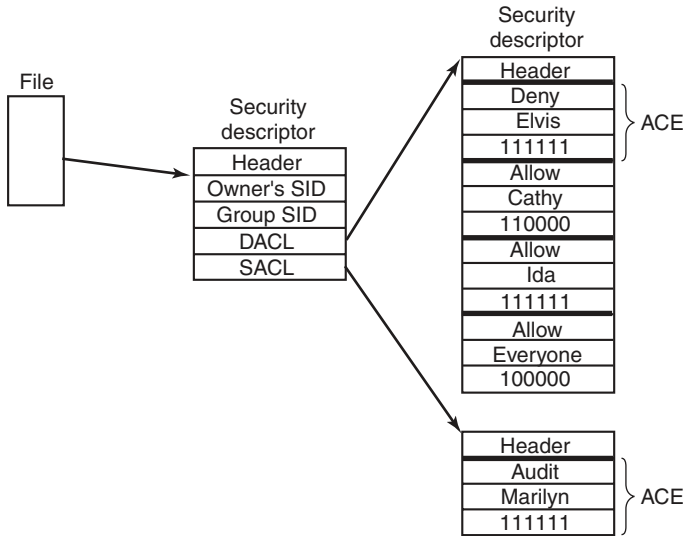 File
Security
descriptor
Header
Owner's SID
Group SID
DACL
SACL
Security
descriptor
Header
Deny
Elvis
111111
ACE
Allow
Cathy
110000
Allow
Ida
111111
Allow
Everyone
100000
Header
Audit
Marilyn
111111
ACE